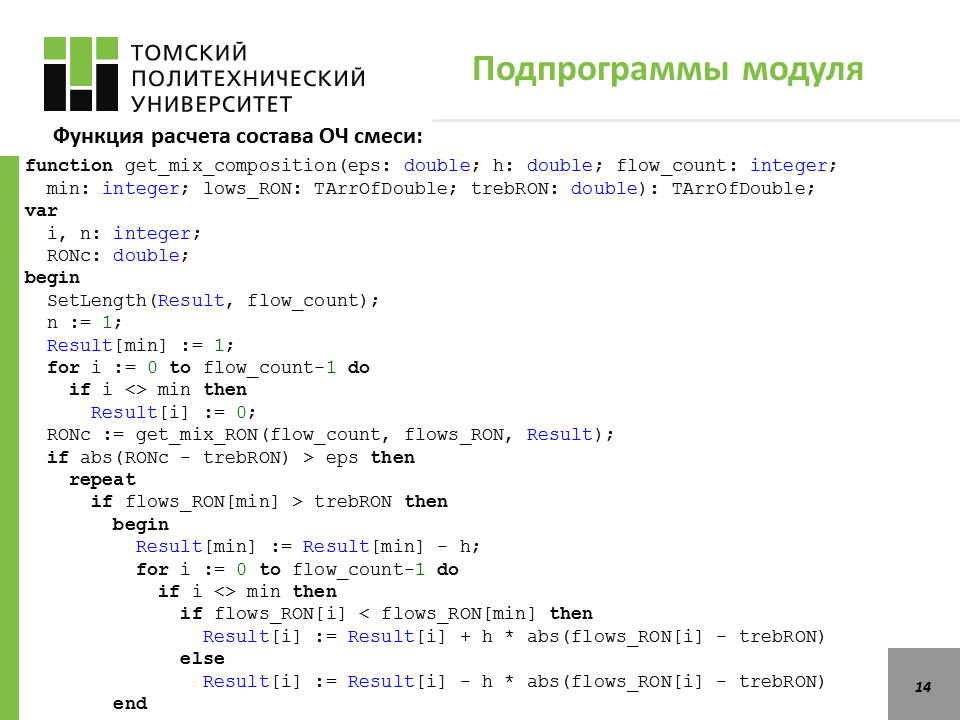 ТОМСКИЙ
ПОЛИТЕХНИЧЕСКИЙ
УНИВЕРСИТЕТ
Подпрограммы модуля
Функция расчета состава ОЧ смеси:
function get_mix_composition(eps: double; h: double; flow_count: integer;
  min: integer; lows_RON: TArrOfDouble; trebRON: double): TArrOfDouble;
var
  i, n: integer;
  RONc: double;
begin
  SetLength(Result, flow_count);
  n := 1;
  Result[min] := 1;
  for i := 0 to flow_count-1 do
    if i <> min then
      Result[i] := 0;
  RONc := get_mix_RON(flow_count, flows_RON, Result);
  if abs(RONc - trebRON) > eps then
    repeat
      if flows_RON[min] > trebRON then
        begin
          Result[min] := Result[min] - h;
          for i := 0 to flow_count-1 do
            if i <> min then
              if flows_RON[i] < flows_RON[min] then
                Result[i] := Result[i] + h * abs(flows_RON[i] - trebRON)
              else
                Result[i] := Result[i] - h * abs(flows_RON[i] - trebRON)
        end
14